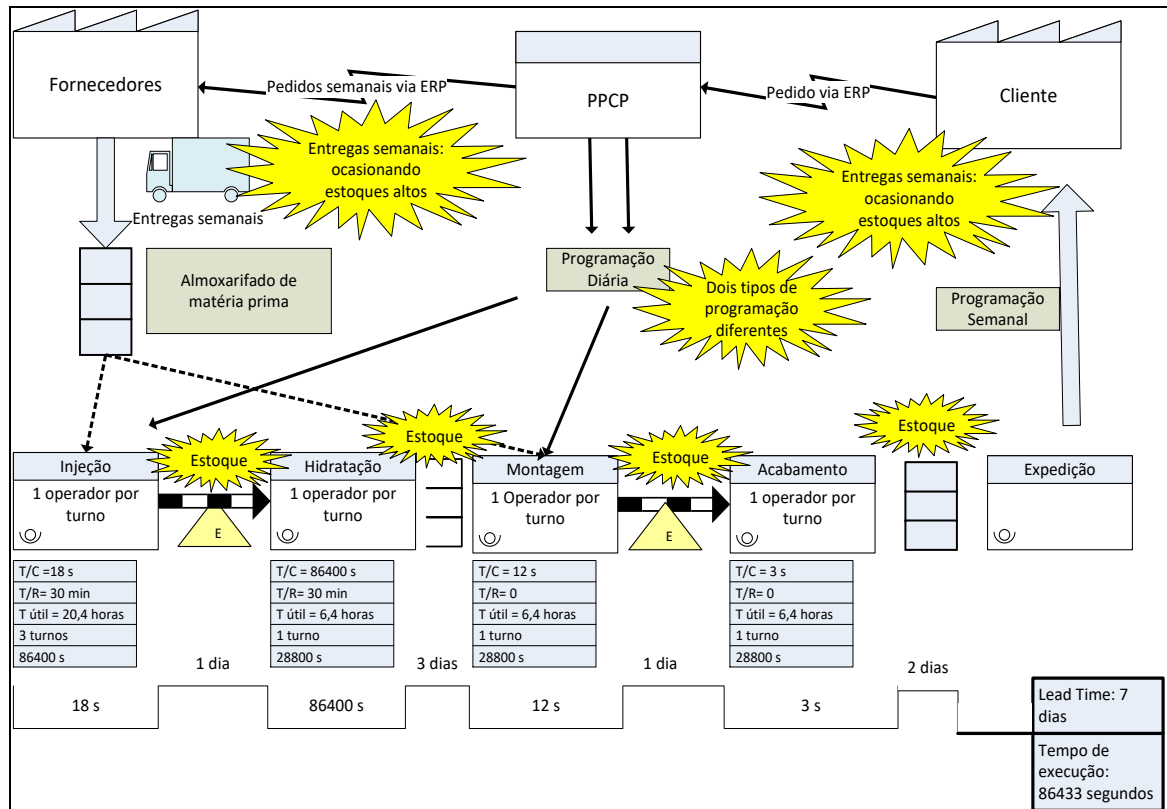 Fornecedores
Pedidos semanais via ERP
PPCP
Pedido via ERP
Cliente
Entregas semanais:
ocasionando
estoques altos
Entregas semanais
Entregas semanais:
ocasionando
estoques altos
Almoxarifado de
matéria prima
Programação
Diária
Dois tipos de
programação
diferentes
Programação
Semanal
Estoque
Estoque
Estoque
Estoque
Injeção
1 operador por
turno
E
Hidratação
1 operador por
turno
Montagem
1 Operador por
turno
E
Acabamento
1 operador por
turno
Expedição
T/C =18 s
T/R= 30 min
T útil = 20,4 horas
3 turnos
86400 s
T/C = 86400 s
T/R= 30 min
T útil = 6,4 horas
1 turno
28800 s
T/C = 12 s
T/R= 0
T útil = 6,4 horas
1 turno
28800 s
T/C = 3 s
T/R= 0
T útil = 6,4 horas
1 turno
28800 s
1 dia
3 dias
1 dia
2 dias
18 s
86400 s
12 s
3 s
Lead Time: 7
dias
Tempo de
execução:
86433 segundos